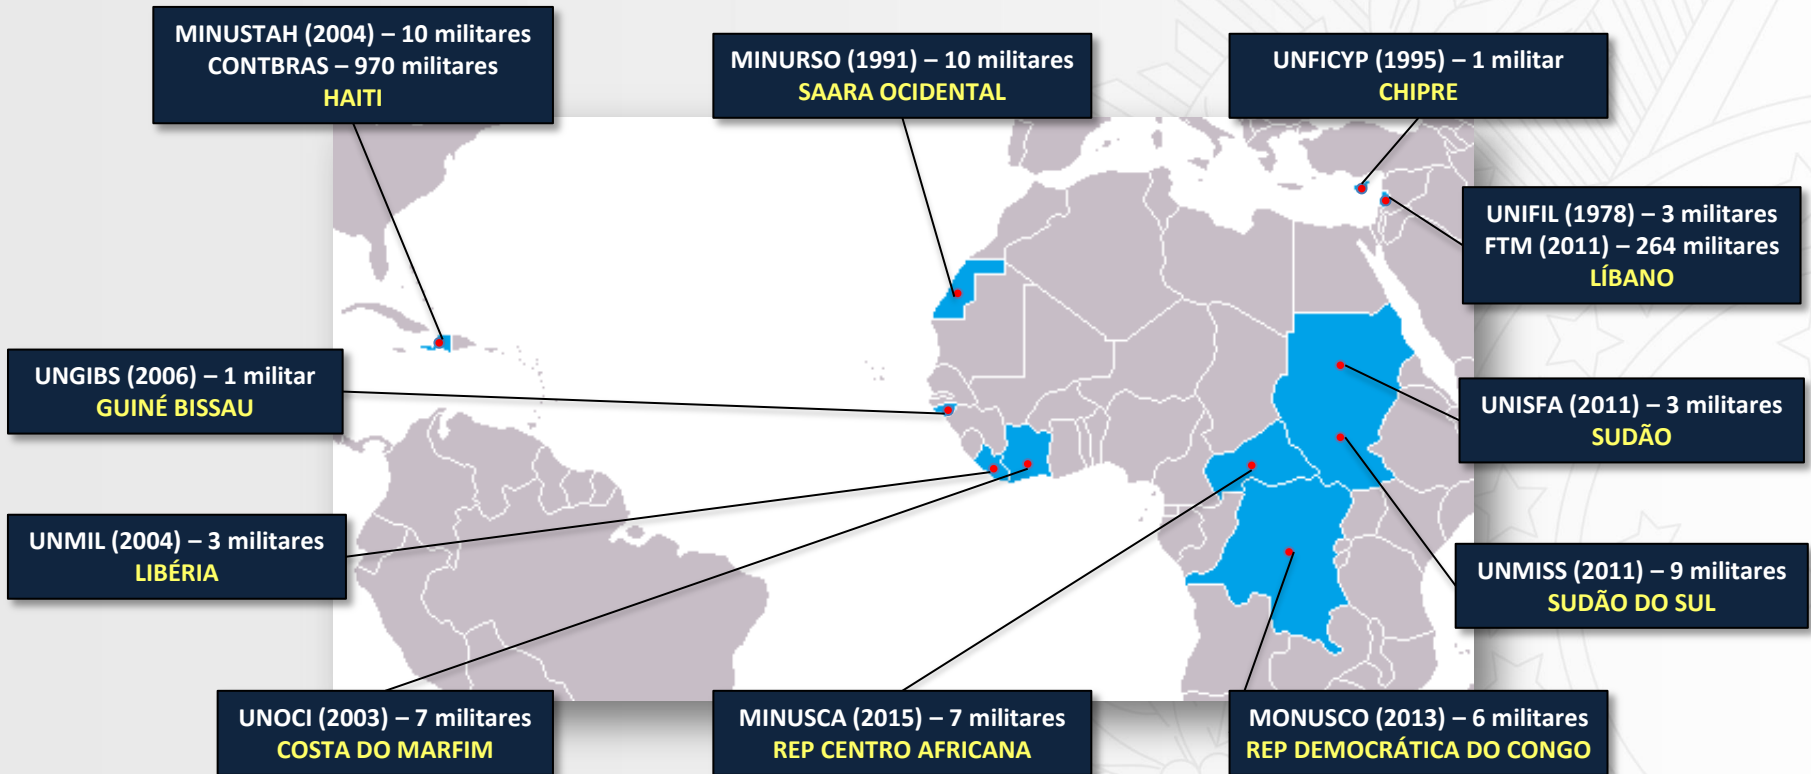 MINUSTAH (2004) – 10 militares
CONTBRAS – 970 militares
HAITI
MINURSO (1991) – 10 militares
SAARA OCIDENTAL
UNFICYP (1995) – 1 militar
CHIPRE
UNIFIL (1978) – 3 militares
FTM (2011) – 264 militares
LÍBANO
UNGIBS (2006) – 1 militar
GUINÉ BISSAU
UNISFA (2011) – 3 militares
SUDÃO
UNMIL (2004) – 3 militares
LIBÉRIA
UNMISS (2011) – 9 militares
SUDÃO DO SUL
UNOCI (2003) – 7 militares
COSTA DO MARFIM
MINUSCA (2015) – 7 militares
REP CENTRO AFRICANA
MONUSCO (2013) – 6 militares
REP DEMOCRÁTICA DO CONGO